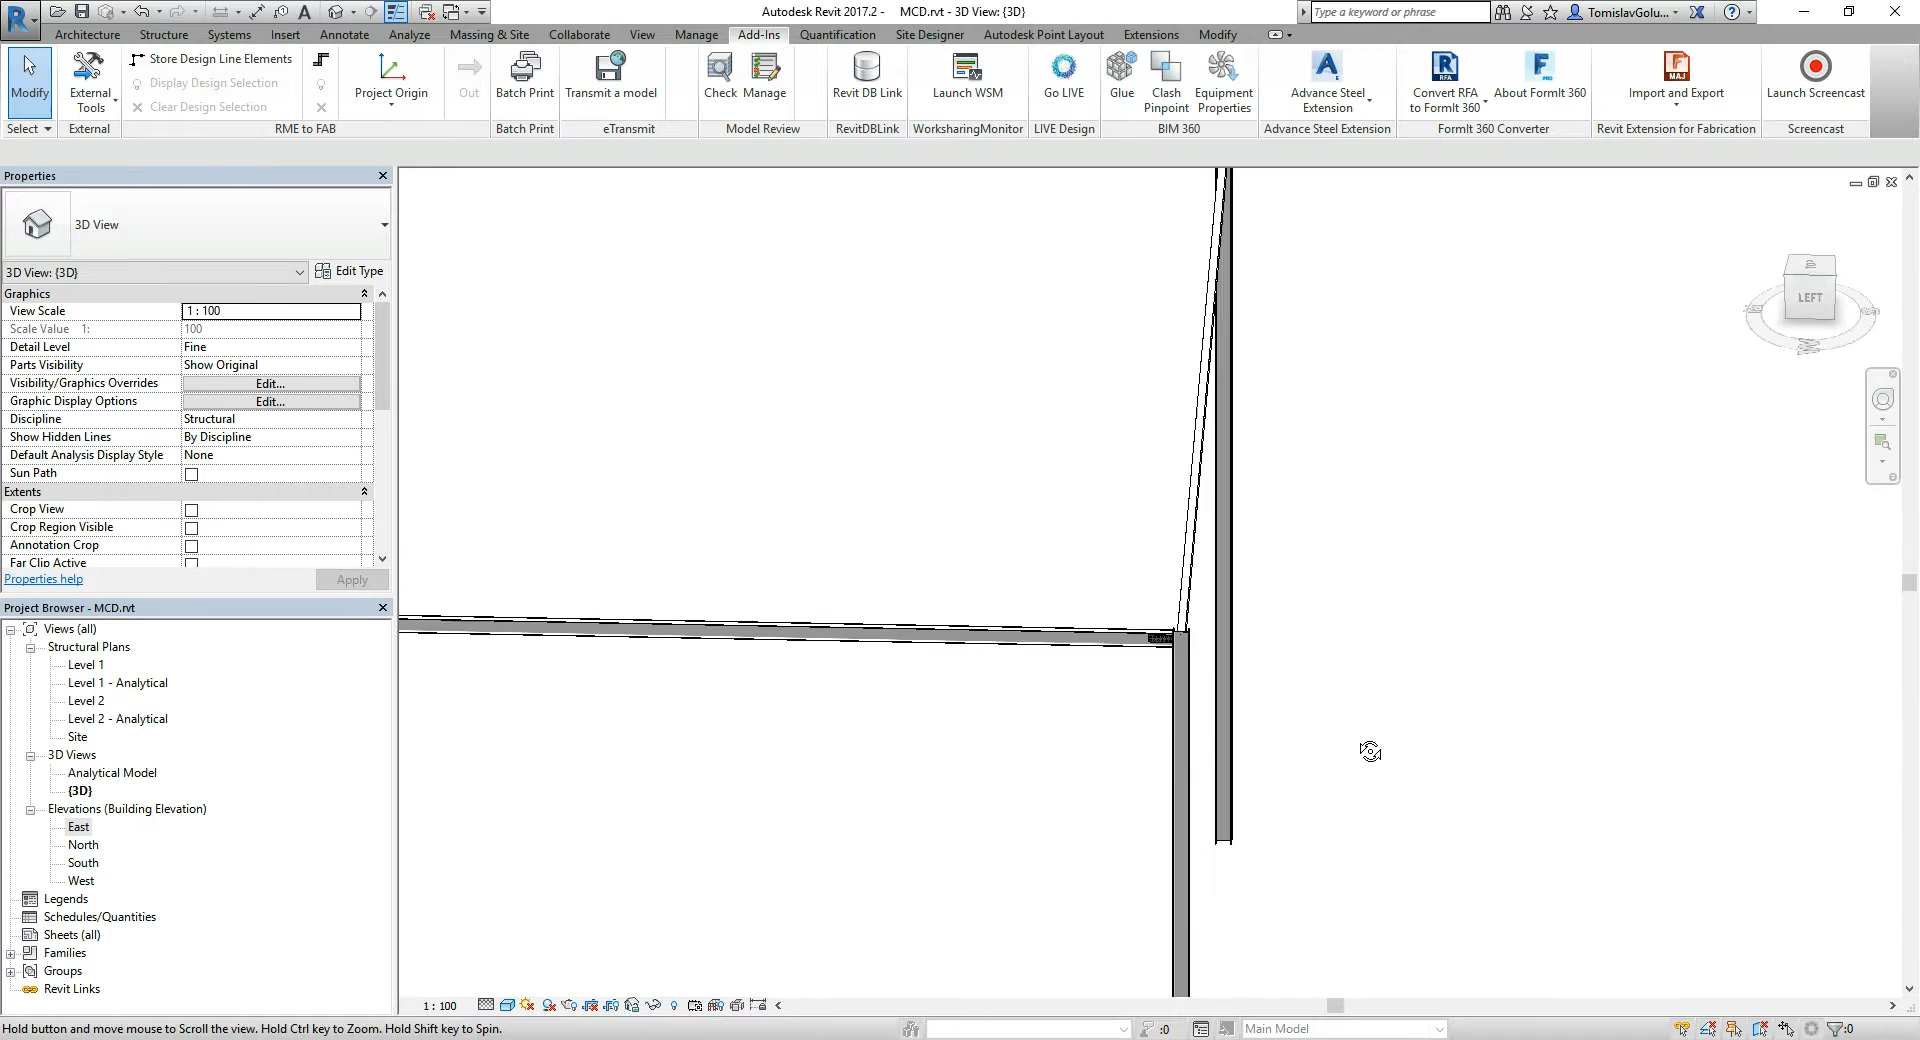 Autodesk Revit 2017.2 - MCD.rvt - 3D View: {3D}
Type a keyword or phrase
TomislavGolu...
Architecture Structure Systems Insert Annotate Analyze Massing & Site Collaborate View Manage Add-Ins Quantification Site Designer Autodesk Point Layout Extensions Modify
Modify
Select
External
Tools
External
Store Design Line Elements
Display Design Selection
Clear Design Selection
Project Origin
Out
RME to FAB
Batch Print
Batch Print
Transmit a model
eTransmit
Check Manage
Model Review
Revit DB Link
RevitDBLink
Launch WSM
WorksharingMonitor
Go LIVE
LIVE Design
Glue
Clash
Pinpoint
Equipment
Properties
BIM 360
Advance Steel
Extension
Advance Steel Extension
Convert RFA
to FormIt 360
About FormIt 360
FormIt 360 Converter
Import and Export
Revit Extension for Fabrication
Launch Screencast
Screencast
Properties
3D View
3D View: {3D}
Edit Type
Graphics
View Scale 1 : 100
Scale Value 1: 100
Detail Level Fine
Parts Visibility Show Original
Visibility/Graphics Overrides Edit...
Graphic Display Options Edit...
Discipline Structural
Show Hidden Lines By Discipline
Default Analysis Display Style None
Sun Path
Extents
Crop View
Crop Region Visible
Annotation Crop
Far Clip Active
Properties help
Apply
Project Browser - MCD.rvt
Views (all)
Structural Plans
Level 1
Level 1 - Analytical
Level 2
Level 2 - Analytical
Site
3D Views
Analytical Model
{3D}
Elevations (Building Elevation)
East
North
South
West
Legends
Schedules/Quantities
Sheets (all)
Families
Groups
Revit Links
LEFT
1 : 100
Hold button and move mouse to Scroll the view. Hold Ctrl key to Zoom. Hold Shift key to Spin.
:0
Main Model
:0